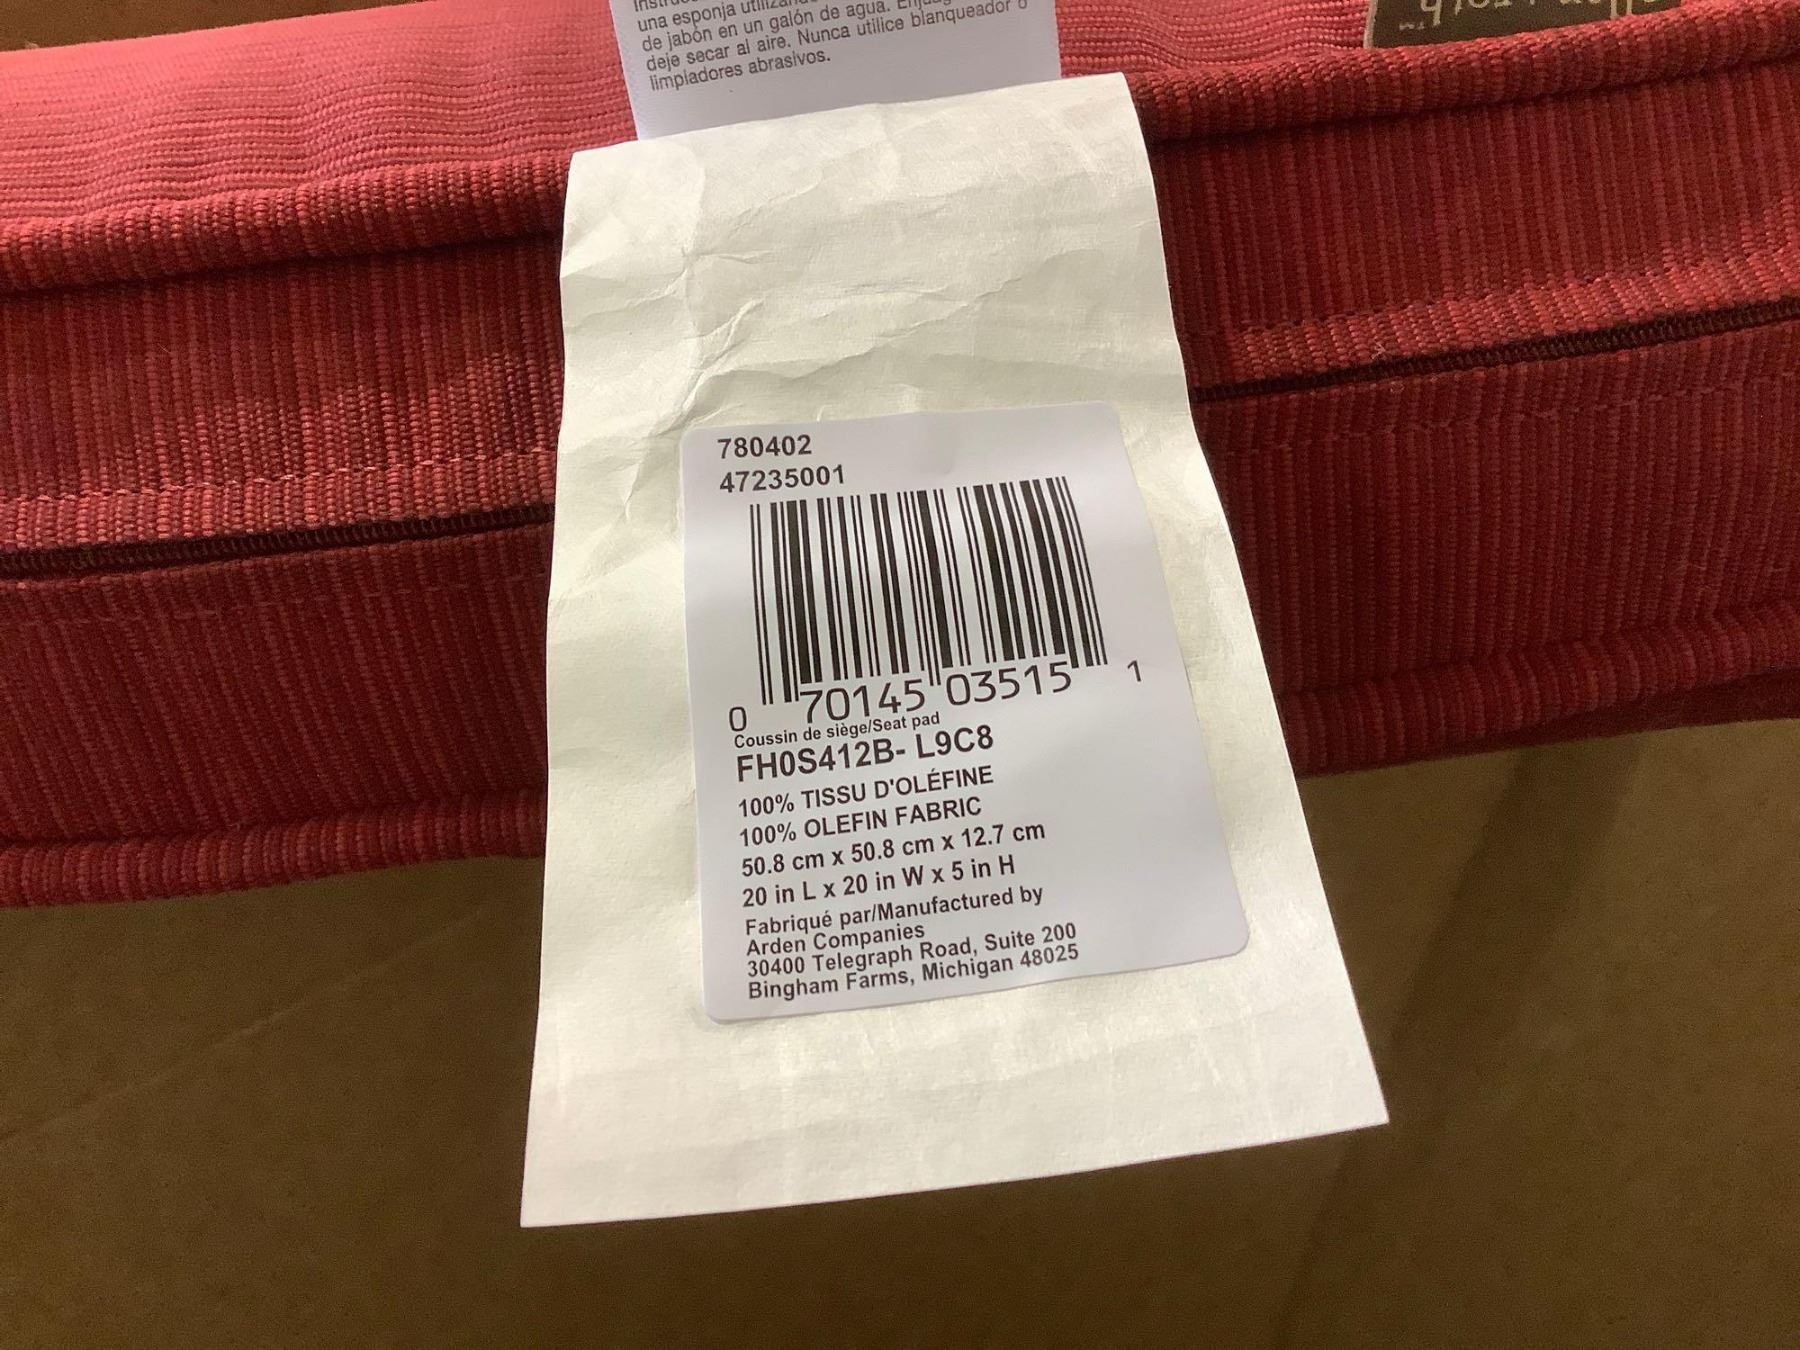 una esponja
de jabón en un galón de agua.
deje secar al aire. Nunca utilice blanqueador o
limpiadores abrasivos.
780402
47235001
0 70145 03515 1
Coussin de siège/Seat pad
FH0S412B- L9C8
100% TISSU D'OLÉFINE
100% OLEFIN FABRIC
50.8 cm x 50.8 cm x 12.7 cm
20 in L x 20 in W x 5 in H
Fabriqué par/Manufactured by
Arden Companies
30400 Telegraph Road, Suite 200
Bingham Farms, Michigan 48025